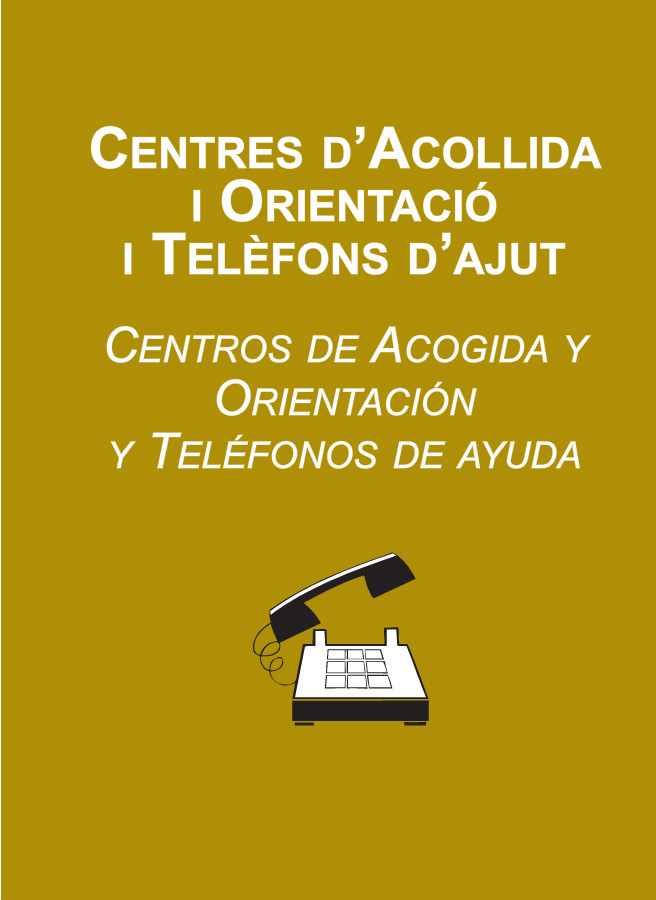 CENTRES D'ACOLLIDA
I ORIENTACIÓ
I TELÈFONS D'AJUT
CENTROS DE ACOGIDA Y
ORIENTACIÓN
Y TELÉFONOS DE AYUDA